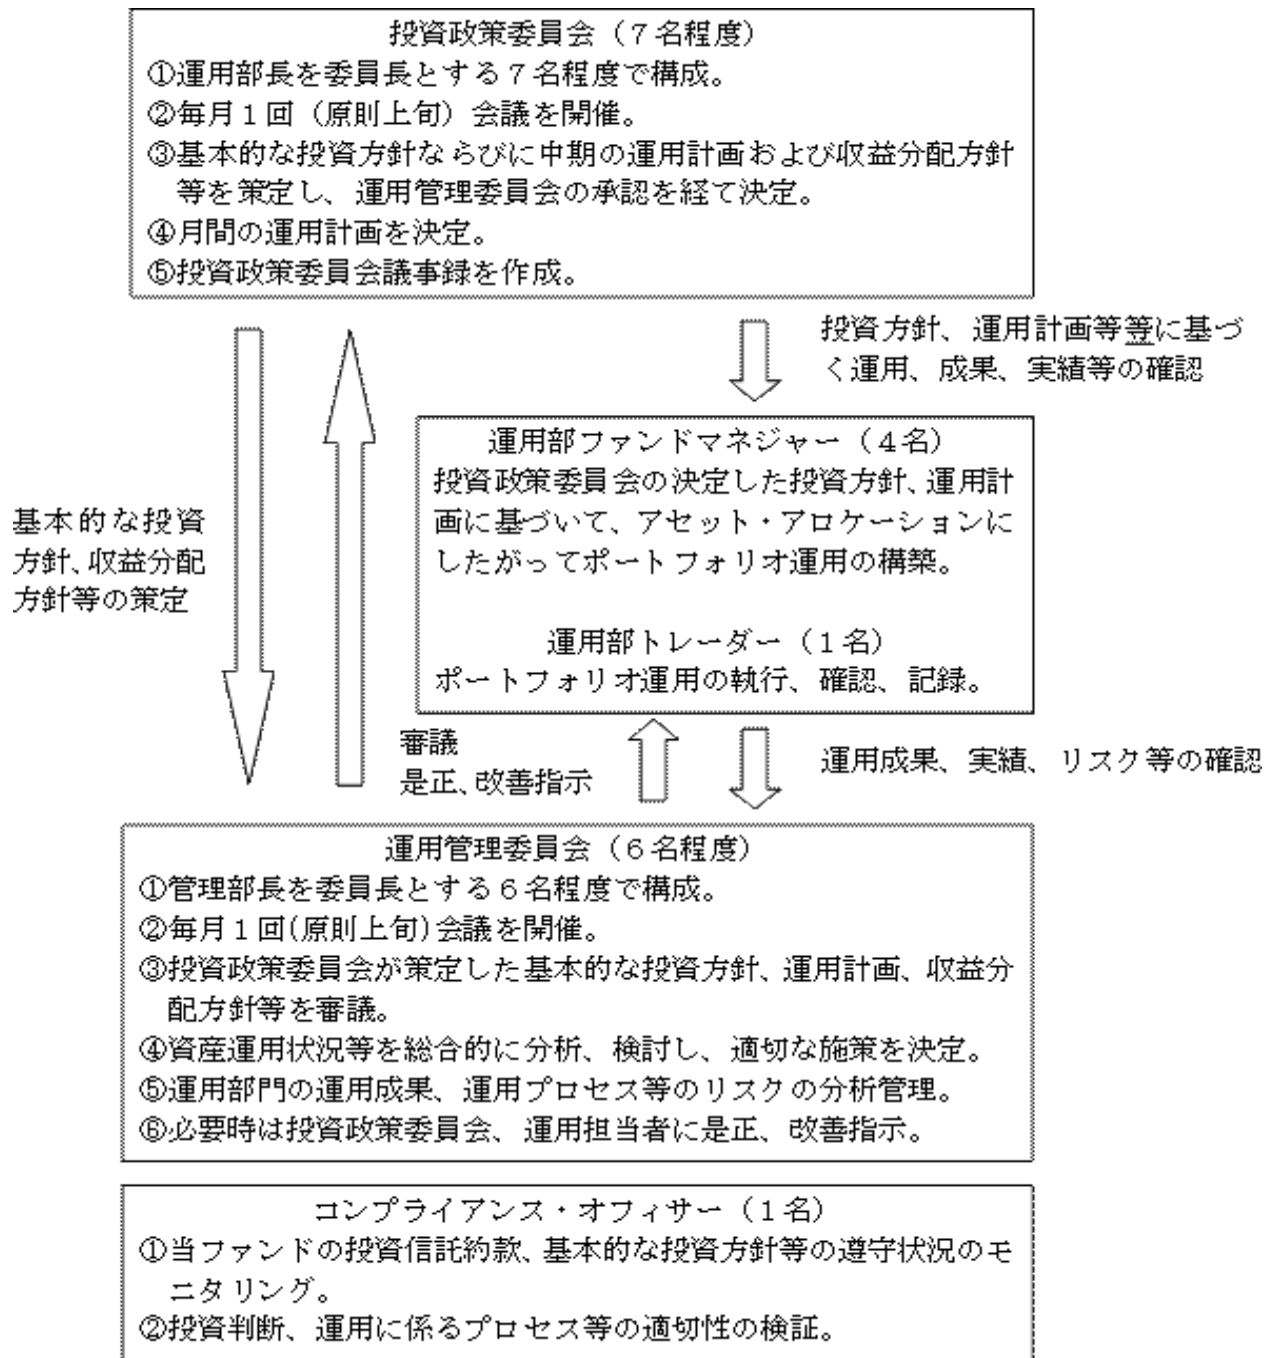 投資政策委員会（７名程度）
①運用部長を委員長とする７名程度で構成。
②毎月１回（原則上旬）会議を開催。
③基本的な投資方針ならびに中期の運用計画および収益分配方針
等を策定し、運用管理委員会の承認を経て決定。
④月間の運用計画を決定。
⑤投資政策委員会議事録を作成。
投資方針、運用計画等等に基づ
く運用、成果、実績等の確認
運用部ファンドマネジャー（４名）
投資政策委員会の決定した投資方針、運用計
画に基づいて、アセット・アロケーションに
したがってポートフォリオ運用の構築。
運用部トレーダー（１名）
ポートフォリオ運用の執行、確認、記録。
基本的な投資
方針、収益分配
方針等の策定
審議
是正、改善指示
運用成果、実績、リスク等の確認
運用管理委員会（６名程度）
①管理部長を委員長とする６名程度で構成。
②毎月１回(原則上旬)会議を開催。
③投資政策委員会が策定した基本的な投資方針、運用計画、収益分
配方針等を審議。
④資産運用状況等を総合的に分析、検討し、適切な施策を決定。
⑤運用部門の運用成果、運用プロセス等のリスクの分析管理。
⑥必要時は投資政策委員会、運用担当者に是正、改善指示。
コンプライアンス・オフィサー（１名）
①当ファンドの投資信託約款、基本的な投資方針等の遵守状況のモ
ニタリング。
②投資判断、運用に係るプロセス等の適切性の検証。